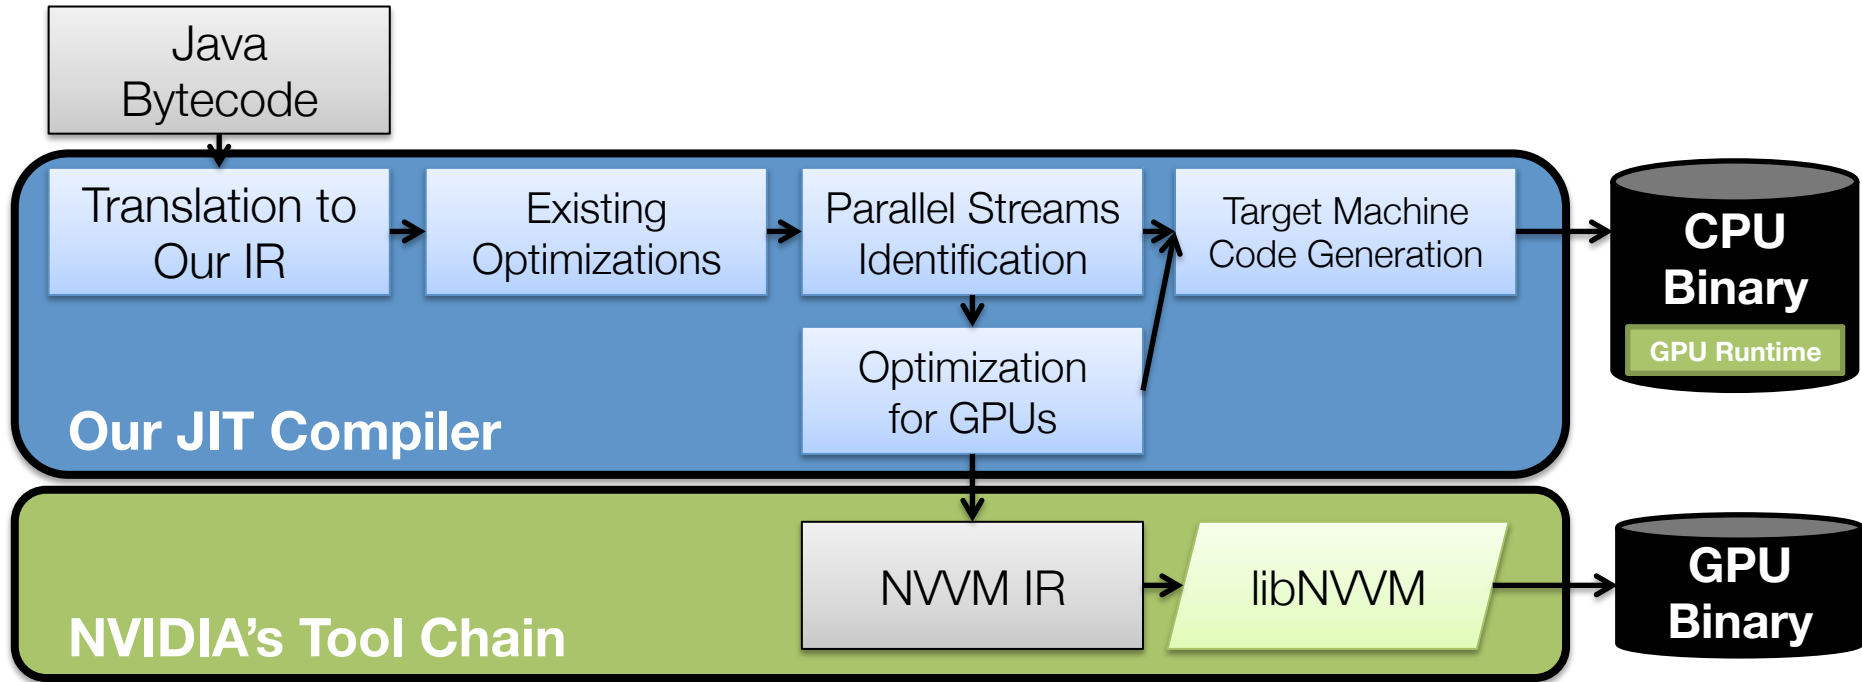 Java
Bytecode
Translation to
Our IR
Existing
Optimizations
Parallel Streams
Identification
Target Machine
Code Generation
CPU
Binary
GPU Runtime
Optimization
for GPUs
Our JIT Compiler
NVVM IR
libNVVM
GPU
Binary
NVIDIA’s Tool Chain